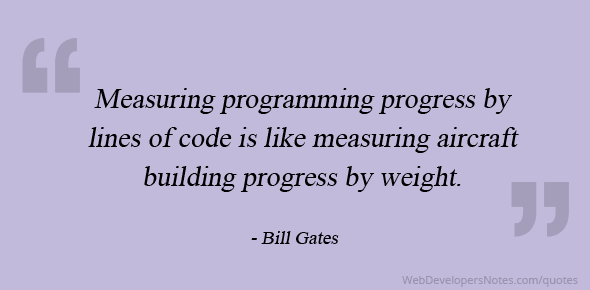 Measuring programming progress by
lines of code is like measuring aircraft
building progress by weight.
- Bill Gates
WebDevelopersNotes.com/quotes